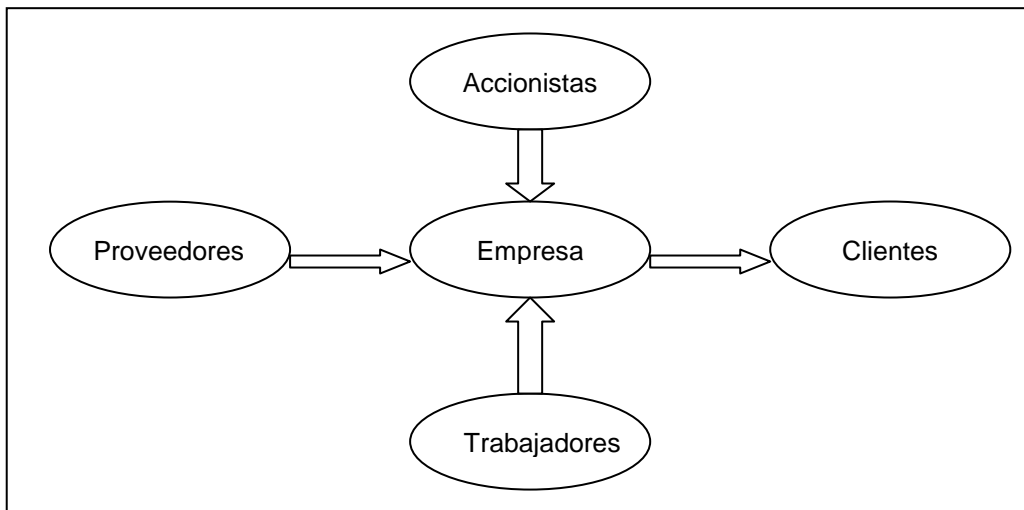 Accionistas
Proveedores
Empresa
Clientes
Trabajadores